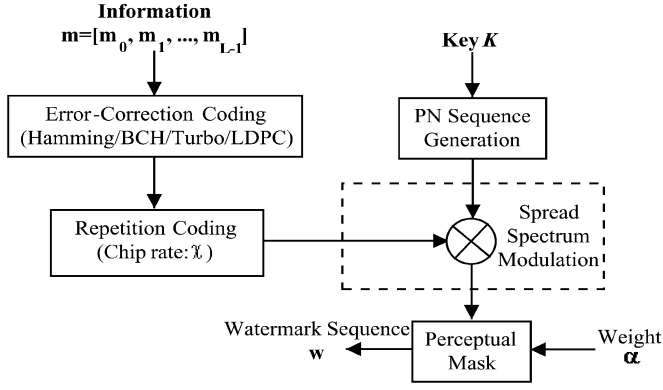 Information
m=[m0, m1, ..., mL-1]
Key K
Error-Correction Coding
(Hamming/BCH/Turbo/LDPC)
PN Sequence
Generation
Repetition Coding
(Chip rate: χ)
Spread
Spectrum
Modulation
Watermark Sequence
w
Perceptual
Mask
Weight
α